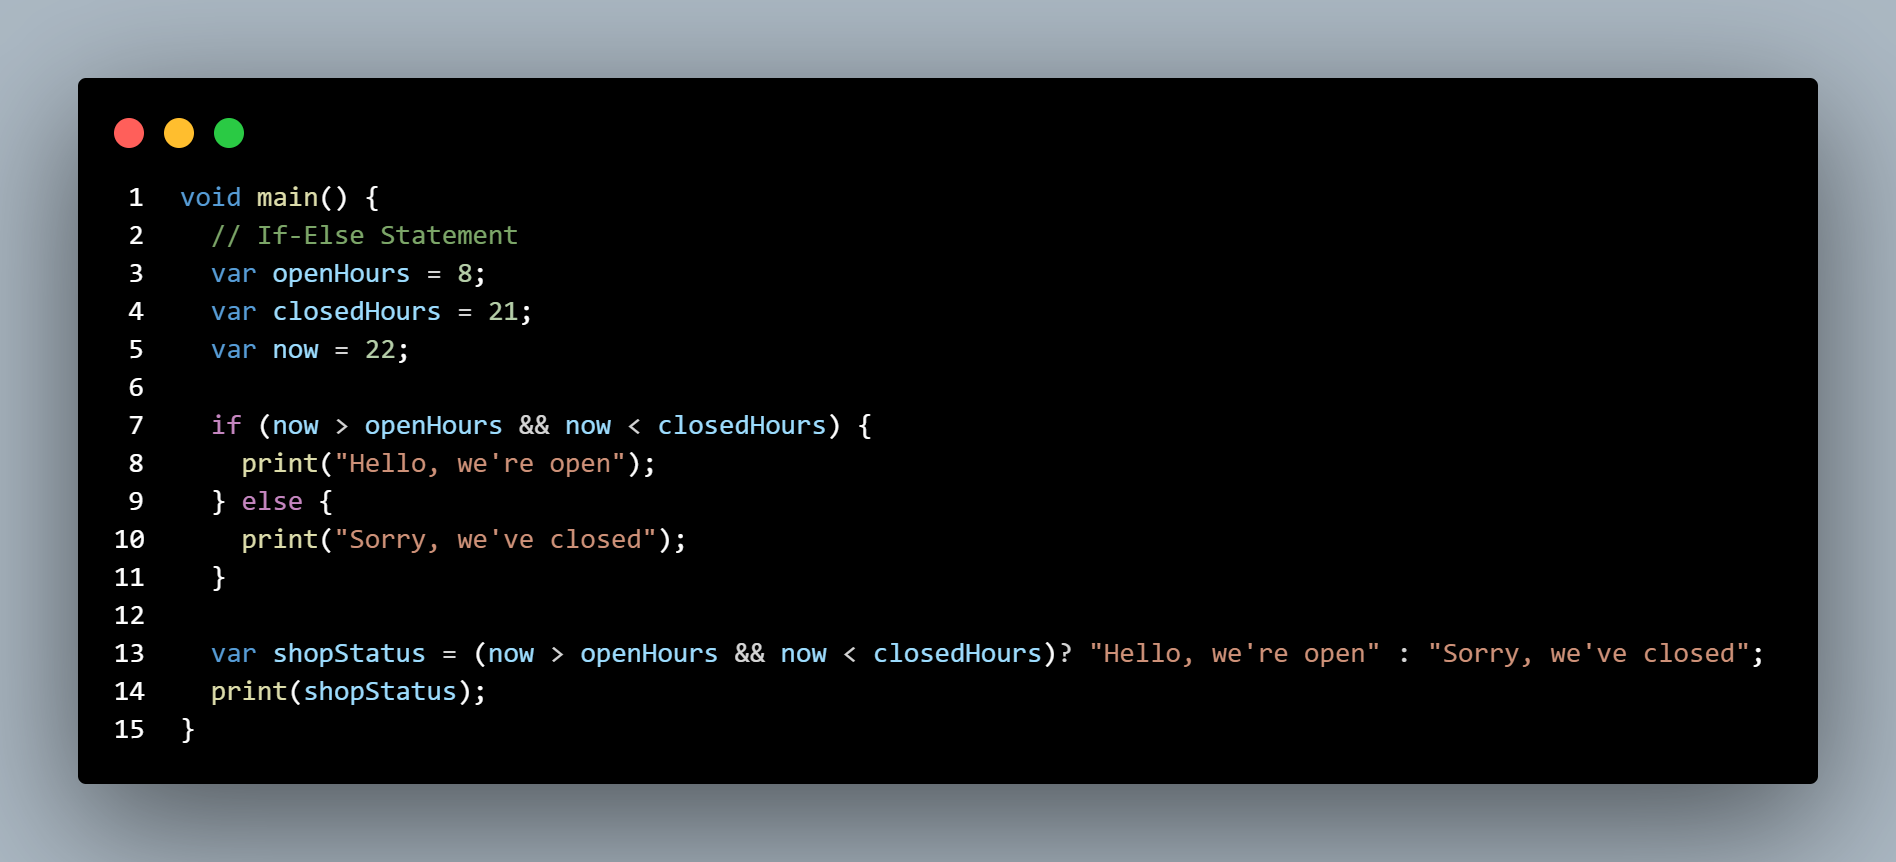 1 void main() {
2   // If-Else Statement
3   var openHours = 8;
4   var closedHours = 21;
5   var now = 22;
6
7   if (now > openHours && now < closedHours) {
8     print("Hello, we're open");
9   } else {
10     print("Sorry, we've closed");
11   }
12
13   var shopStatus = (now > openHours && now < closedHours)? "Hello, we're open" : "Sorry, we've closed";
14   print(shopStatus);
15 }